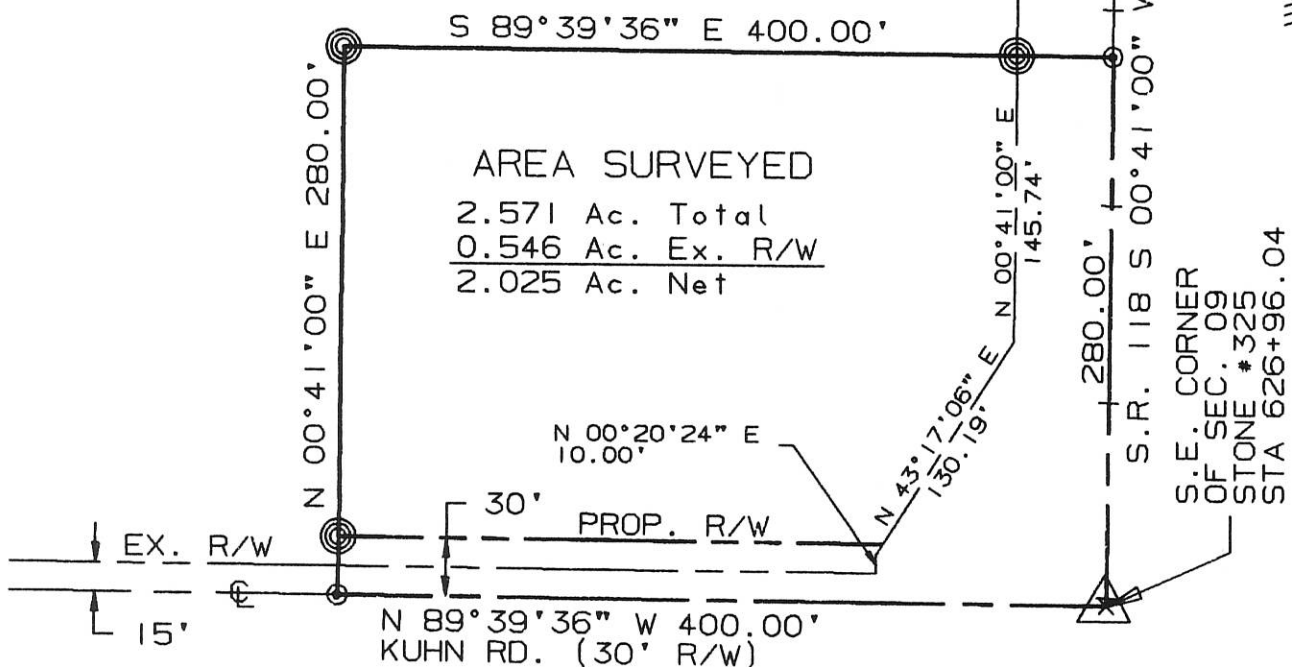 S 89°39'36" E 400.00'
N 00°41'00" E 280.00'
AREA SURVEYED
2.571 Ac. Total
0.546 Ac. Ex. R/W
2.025 Ac. Net
N 00°41'00" E
145.74'
280.00'
S.R. 118 S 00°41'00" W
S.E. CORNER
OF SEC. 09
STONE #325
STA 626+96.04
N 43°17'06" E
130.19'
N 00°20'24" E
10.00'
30'
PROP. R/W
EX. R/W
15'
℄
N 89°39'36" W 400.00'
KUHN RD. (30' R/W)